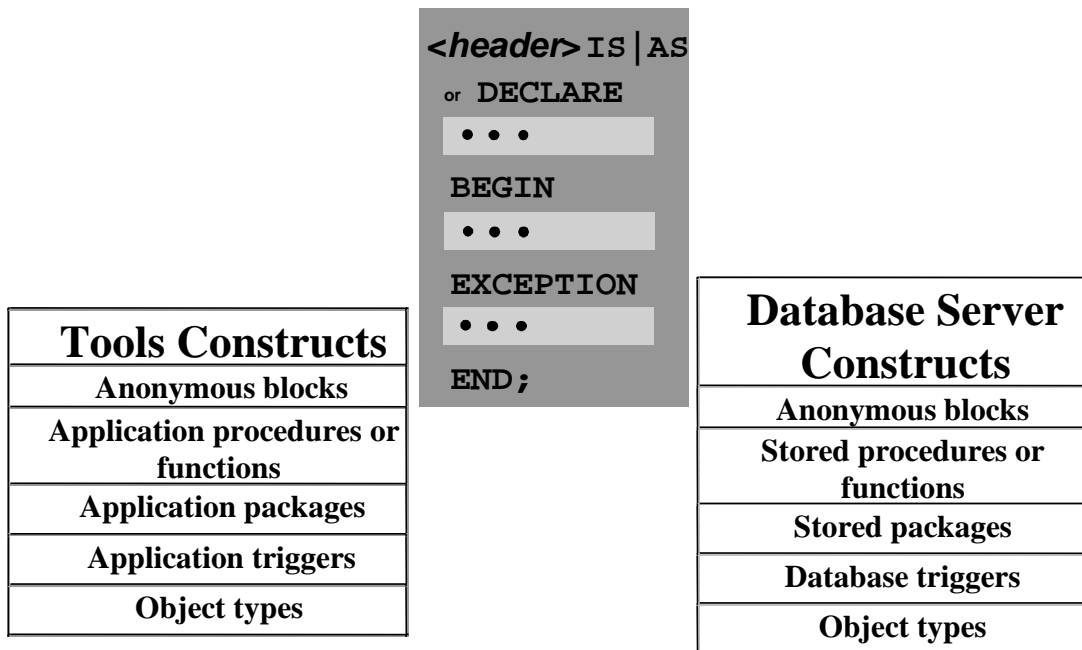 <header> IS|AS
or DECLARE
•••
BEGIN
•••
EXCEPTION
•••
END;
Tools Constructs
Anonymous blocks
Application procedures or
functions
Application packages
Application triggers
Object types
Database Server
Constructs
Anonymous blocks
Stored procedures or
functions
Stored packages
Database triggers
Object types